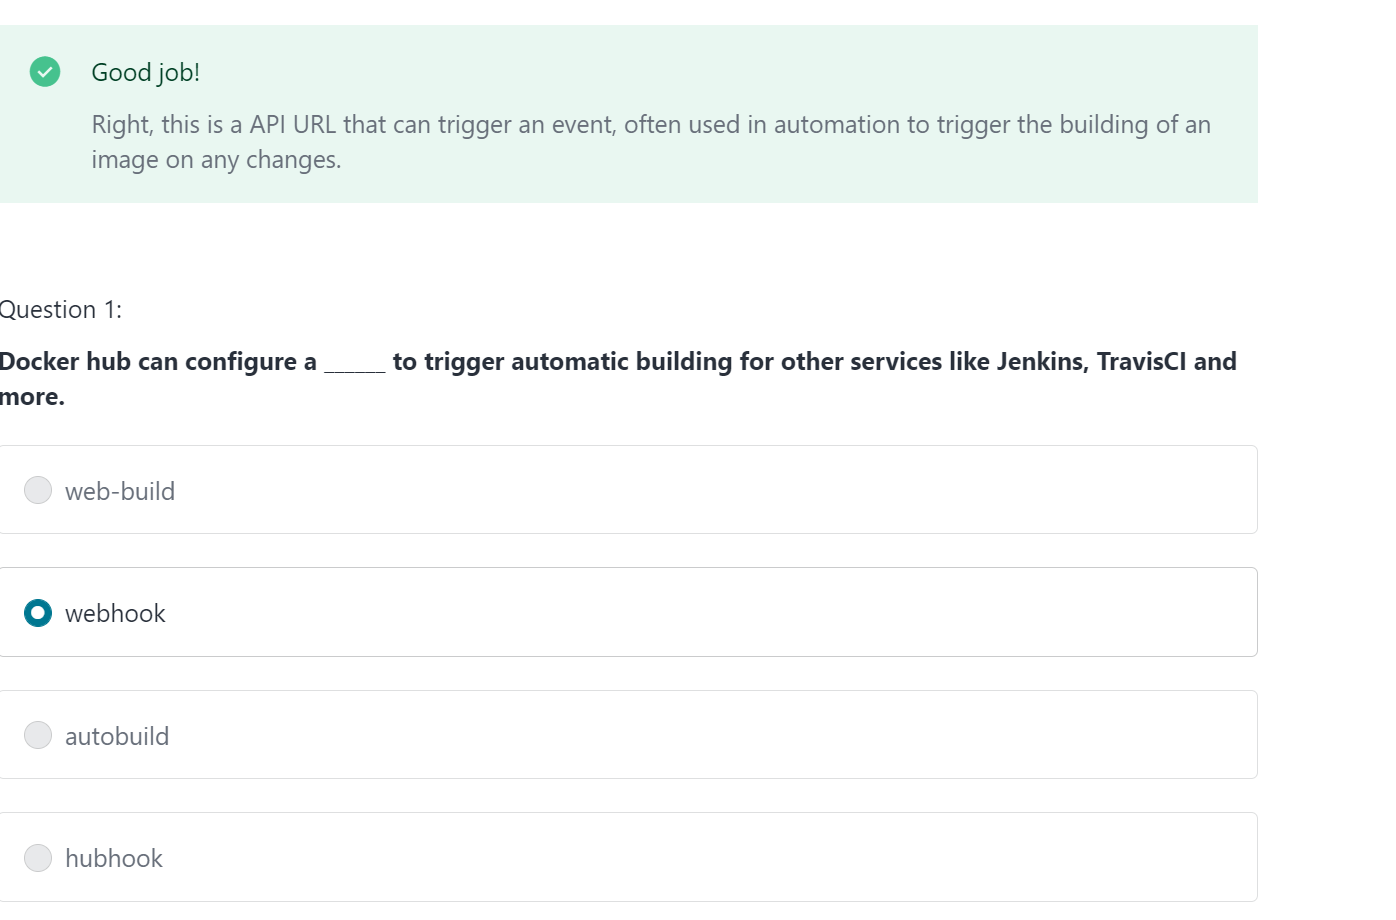 Good job!
Right, this is a API URL that can trigger an event, often used in automation to trigger the building of an
image on any changes.
Question 1:
Docker hub can configure a ______ to trigger automatic building for other services like Jenkins, TravisCI and
more.
web-build
webhook
autobuild
hubhook